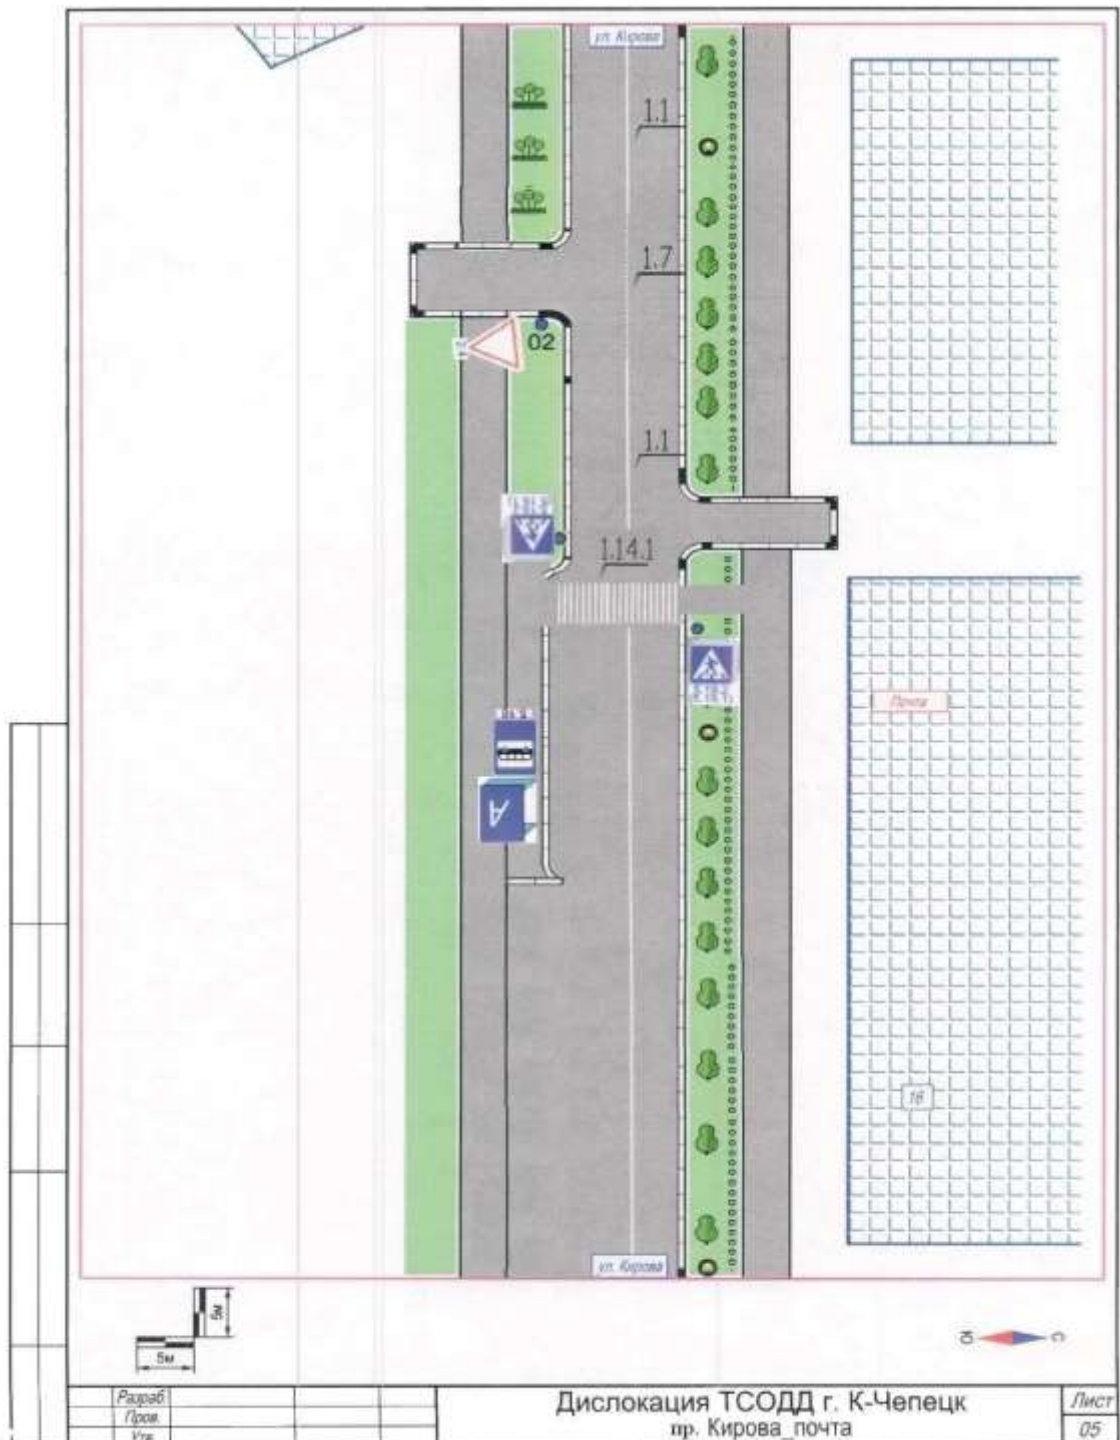 ул. Кирова
1.1
1.7
02
1.1
1.14.1
Почта
А
16
ул. Кирова
5м
5м
Ю
С
Разраб
Пров.
Утв
Дислокация ТСОДД г. К-Чепецк
пр. Кирова_почта
Лист
05